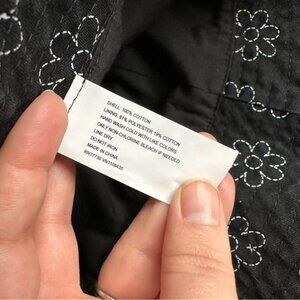 SHELL: 100% COTTON
LINING: 81% POLYESTER 19% COTTON
HAND WASH COLD WITH LIKE COLORS
ONLY NON-CHLORINE BLEACH IF NEEDED
LINE DRY
DO NOT IRON
MADE IN CHINA